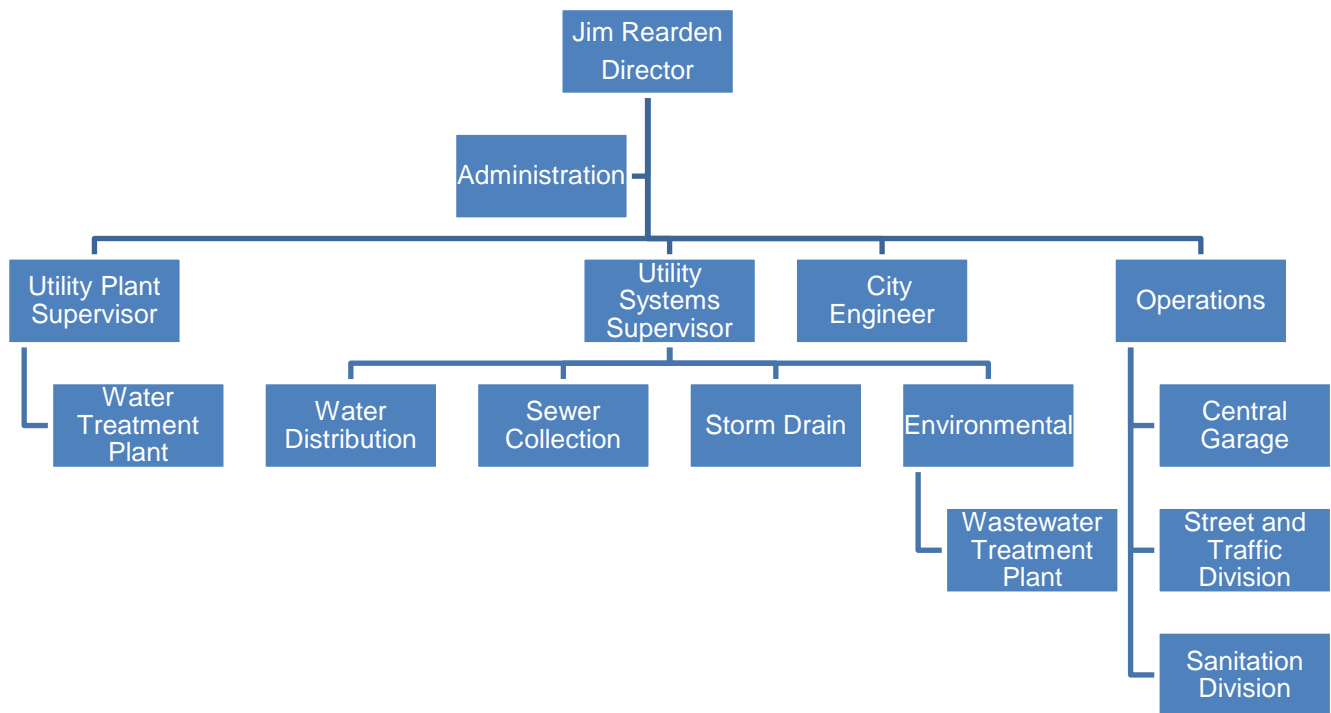 Jim Rearden
Director
Administration
Utility Plant
Supervisor
Utility
Systems
Supervisor
City
Engineer
Operations
Water
Treatment
Plant
Water
Distribution
Sewer
Collection
Storm Drain
Environmental
Central
Garage
Wastewater
Treatment
Plant
Street and
Traffic
Division
Sanitation
Division